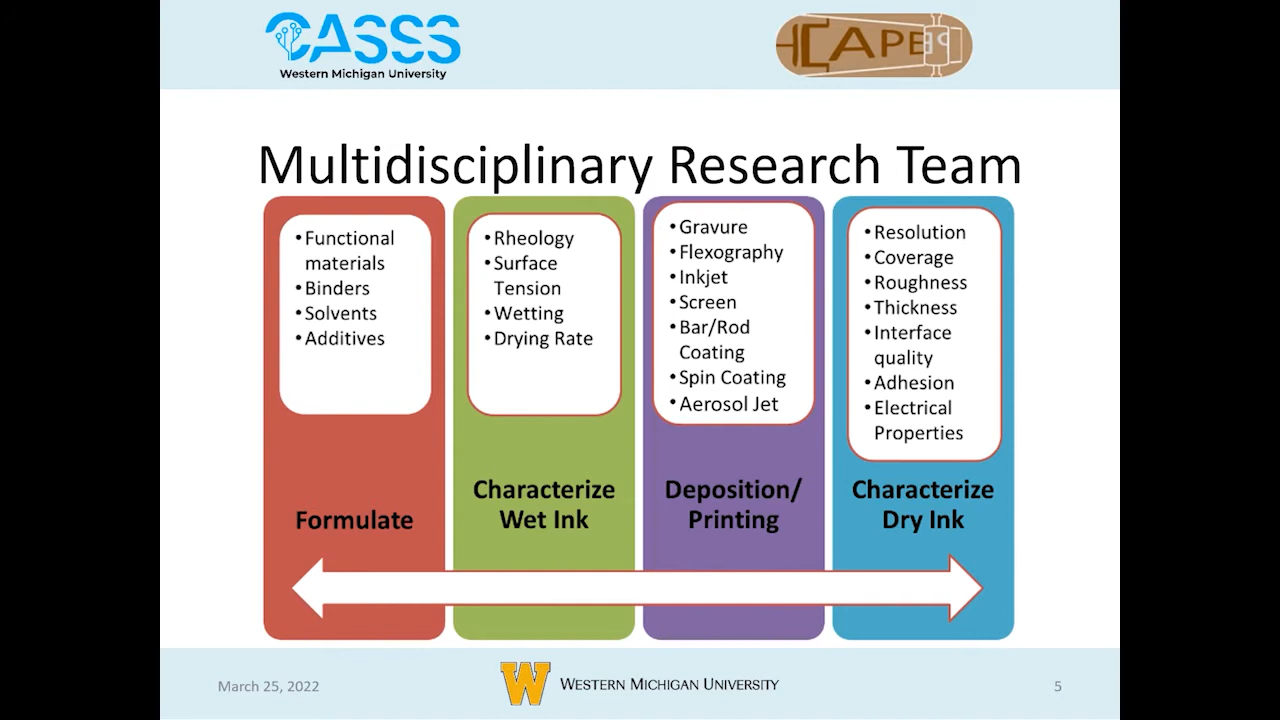 CASSS
Western Michigan University
CAPE
Multidisciplinary Research Team
•Functional
materials
•Binders
•Solvents
•Additives
Formulate
•Rheology
•Surface
Tension
•Wetting
•Drying Rate
Characterize
Wet Ink
•Gravure
•Flexography
•Inkjet
•Screen
•Bar/Rod
Coating
•Spin Coating
•Aerosol Jet
Deposition/
Printing
•Resolution
•Coverage
•Roughness
•Thickness
•Interface
quality
•Adhesion
•Electrical
Properties
Characterize
Dry Ink
March 25, 2022
W
WESTERN MICHIGAN UNIVERSITY
5